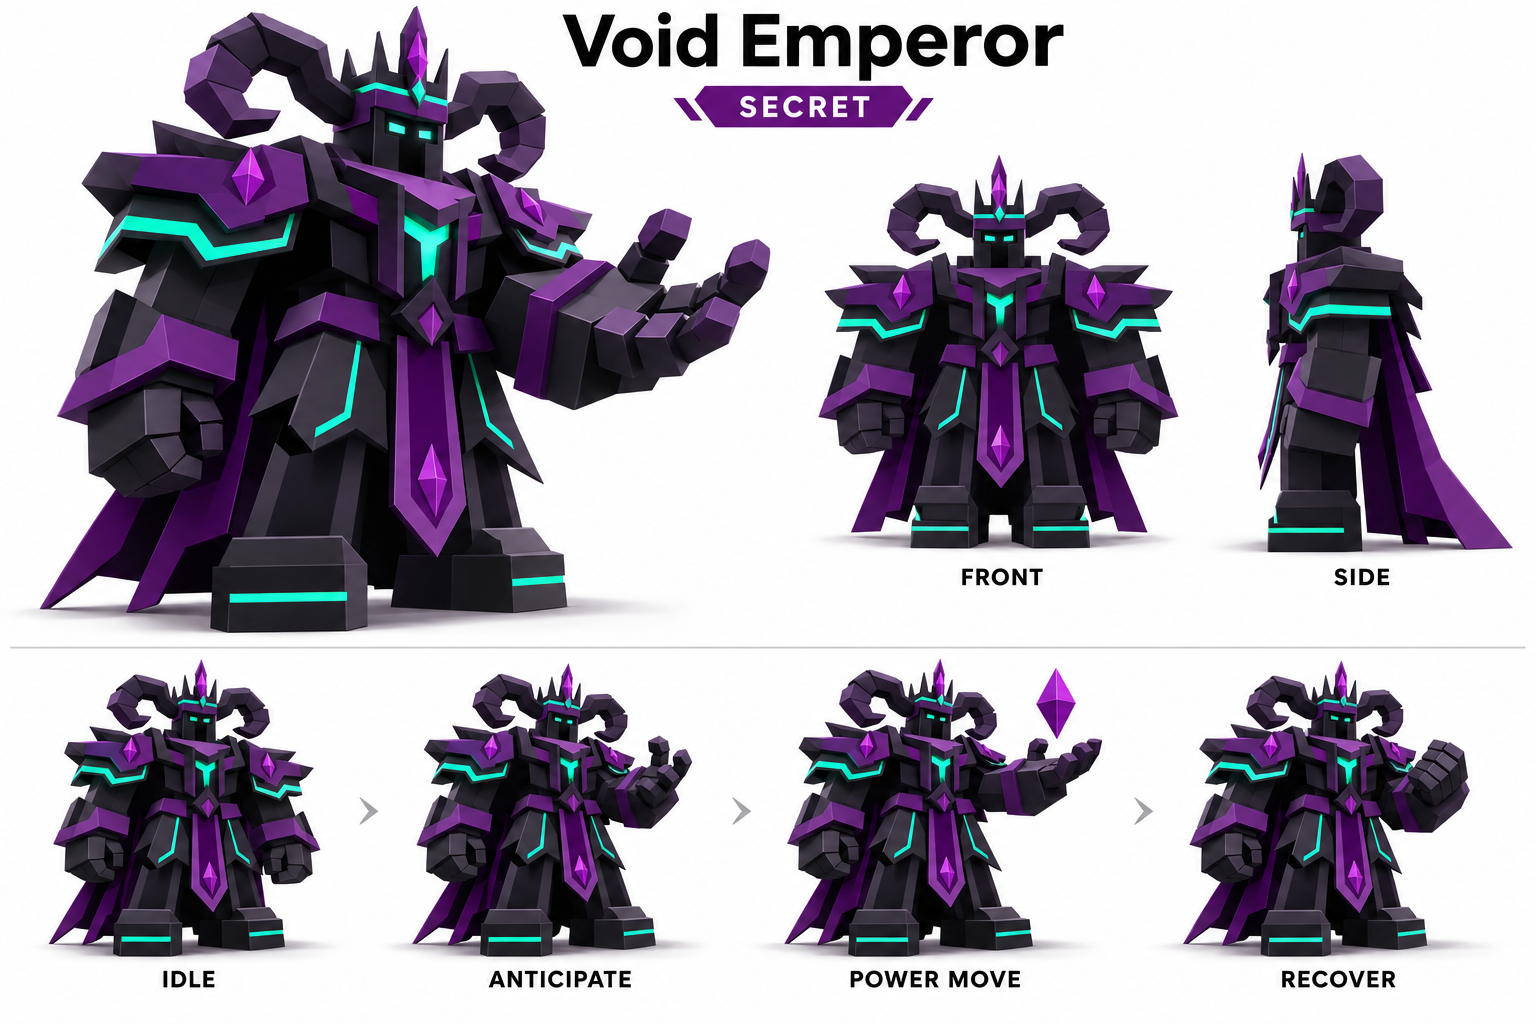 Void Emperor
SECRET
FRONT
SIDE
IDLE
ANTICIPATE
POWER MOVE
RECOVER